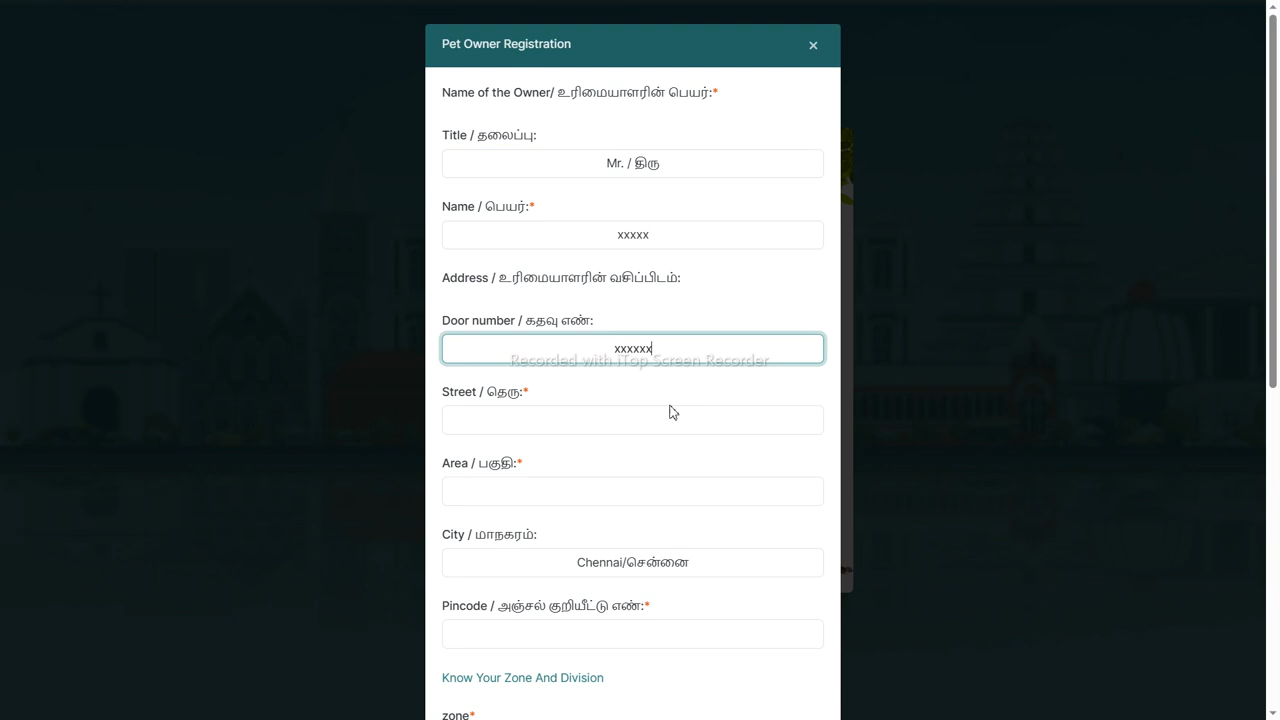 Pet Owner Registration ×
Name of the Owner/ உரிமையாளரின் பெயர்:*
Title / தலைப்பு:
Mr. / திரு
Name / பெயர்:*
xxxxx
Address / உரிமையாளரின் வசிப்பிடம்:
Door number / கதவு எண்:
xxxxxx
Recorded with iTop Screen Recorder
Street / தெரு:*
Area / பகுதி:*
City / மாநகரம்:
Chennai/சென்னை
Pincode / அஞ்சல் குறியீட்டு எண்:*
Know Your Zone And Division
zone*